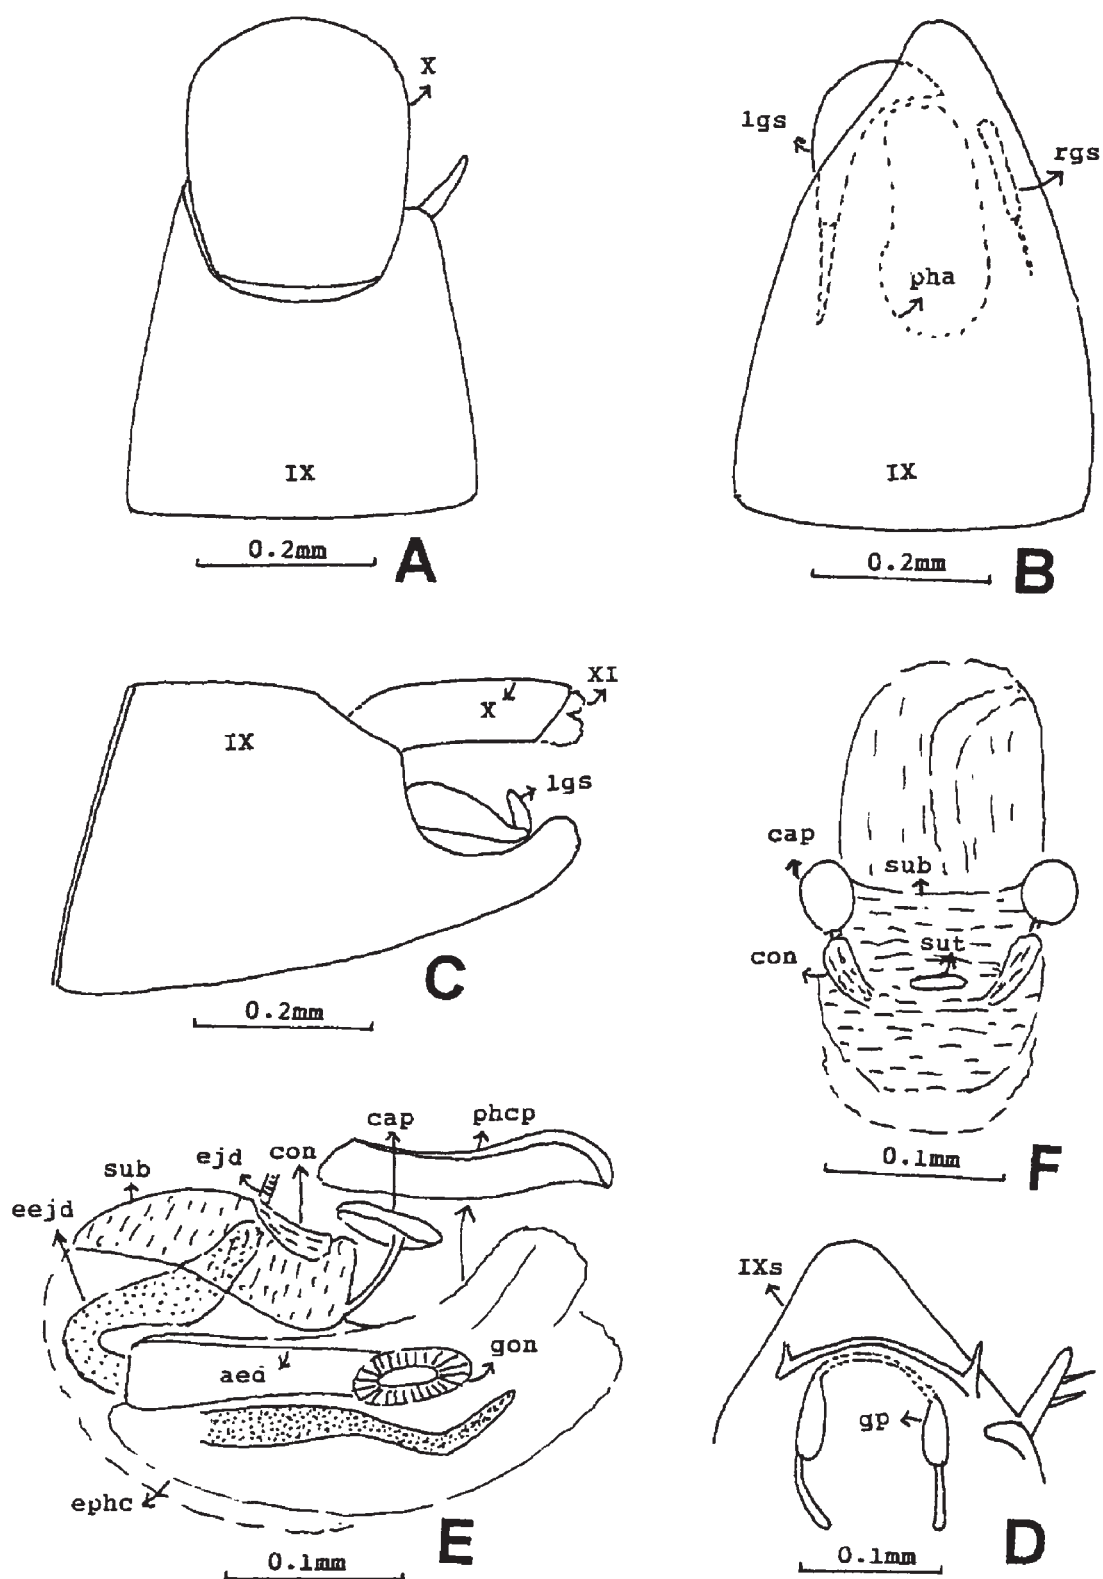 X
IX
0.2mm
A
lgs
rgs
pha
IX
0.2mm
B
XI
X
IX
lgs
C
0.2mm
cap
sub
sut
con
0.1mm
F
cap
phcp
ejd
con
sub
eejd
gon
aed
ephc
E
0.1mm
IXs
gp
D
0.1mm